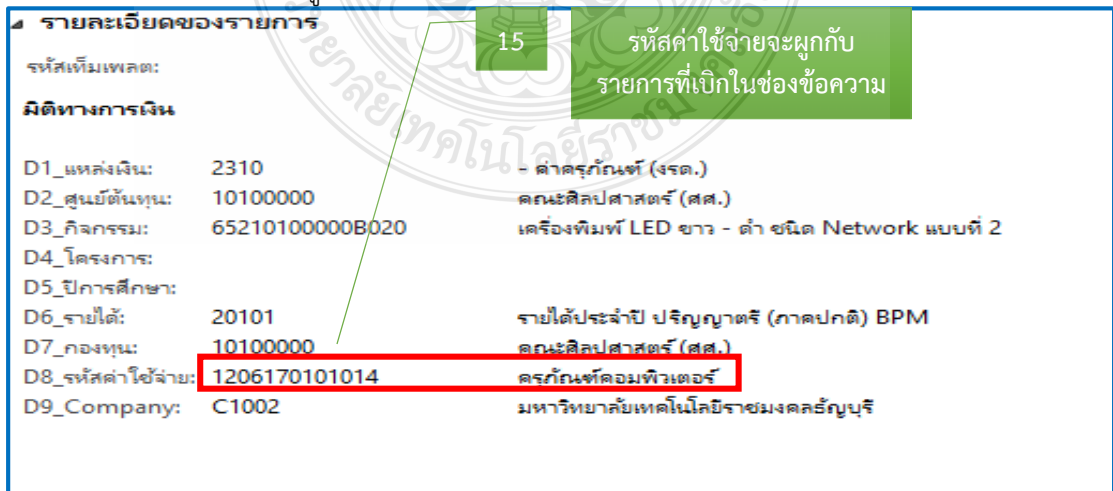 รายละเอียดของรายการ
15
รหัสค่าใช้จ่ายจะผูกกับ
รายการที่เบิกในช่องข้อความ
รหัสเท็มเพลต:
มิติทางการเงิน
D1_แหล่งเงิน: 2310 - ค่าครุภัณฑ์ (งรด.)
D2_ศูนย์ต้นทุน: 10100000 คณะศิลปศาสตร์ (ศศ.)
D3_กิจกรรม: 65210100000B020 เครื่องพิมพ์ LED ขาว - ดำ ชนิด Network แบบที่ 2
D4_โครงการ:
D5_ปีการศึกษา:
D6_รายได้: 20101 รายได้ประจำปี ปริญญาตรี (ภาคปกติ) BPM
D7_กองทุน: 10100000 คณะศิลปศาสตร์ (ศศ.)
D8_รหัสค่าใช้จ่าย: 1206170101014 ครุภัณฑ์คอมพิวเตอร์
D9_Company: C1002 มหาวิทยาลัยเทคโนโลยีราชมงคลธัญบุรี